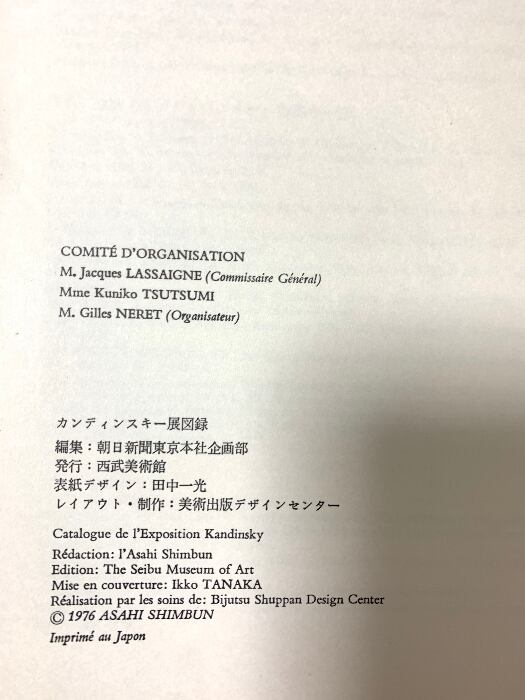 COMITÉ D'ORGANISATION
M. Jacques LASSAIGNE (Commissaire Général)
Mme Kuniko TSUTSUMI
M. Gilles NERET (Organisateur)
カンディンスキー展図録
編集：朝日新聞東京本社企画部
発行：西武美術館
表紙デザイン：田中一光
レイアウト・制作：美術出版デザインセンター
Catalogue de l'Exposition Kandinsky
Rédaction: l'Asahi Shimbun
Edition: The Seibu Museum of Art
Mise en couverture: Ikko TANAKA
Réalisation par les soins de: Bijutsu Shuppan Design Center
© 1976 ASAHI SHIMBUN
Imprimé au Japon